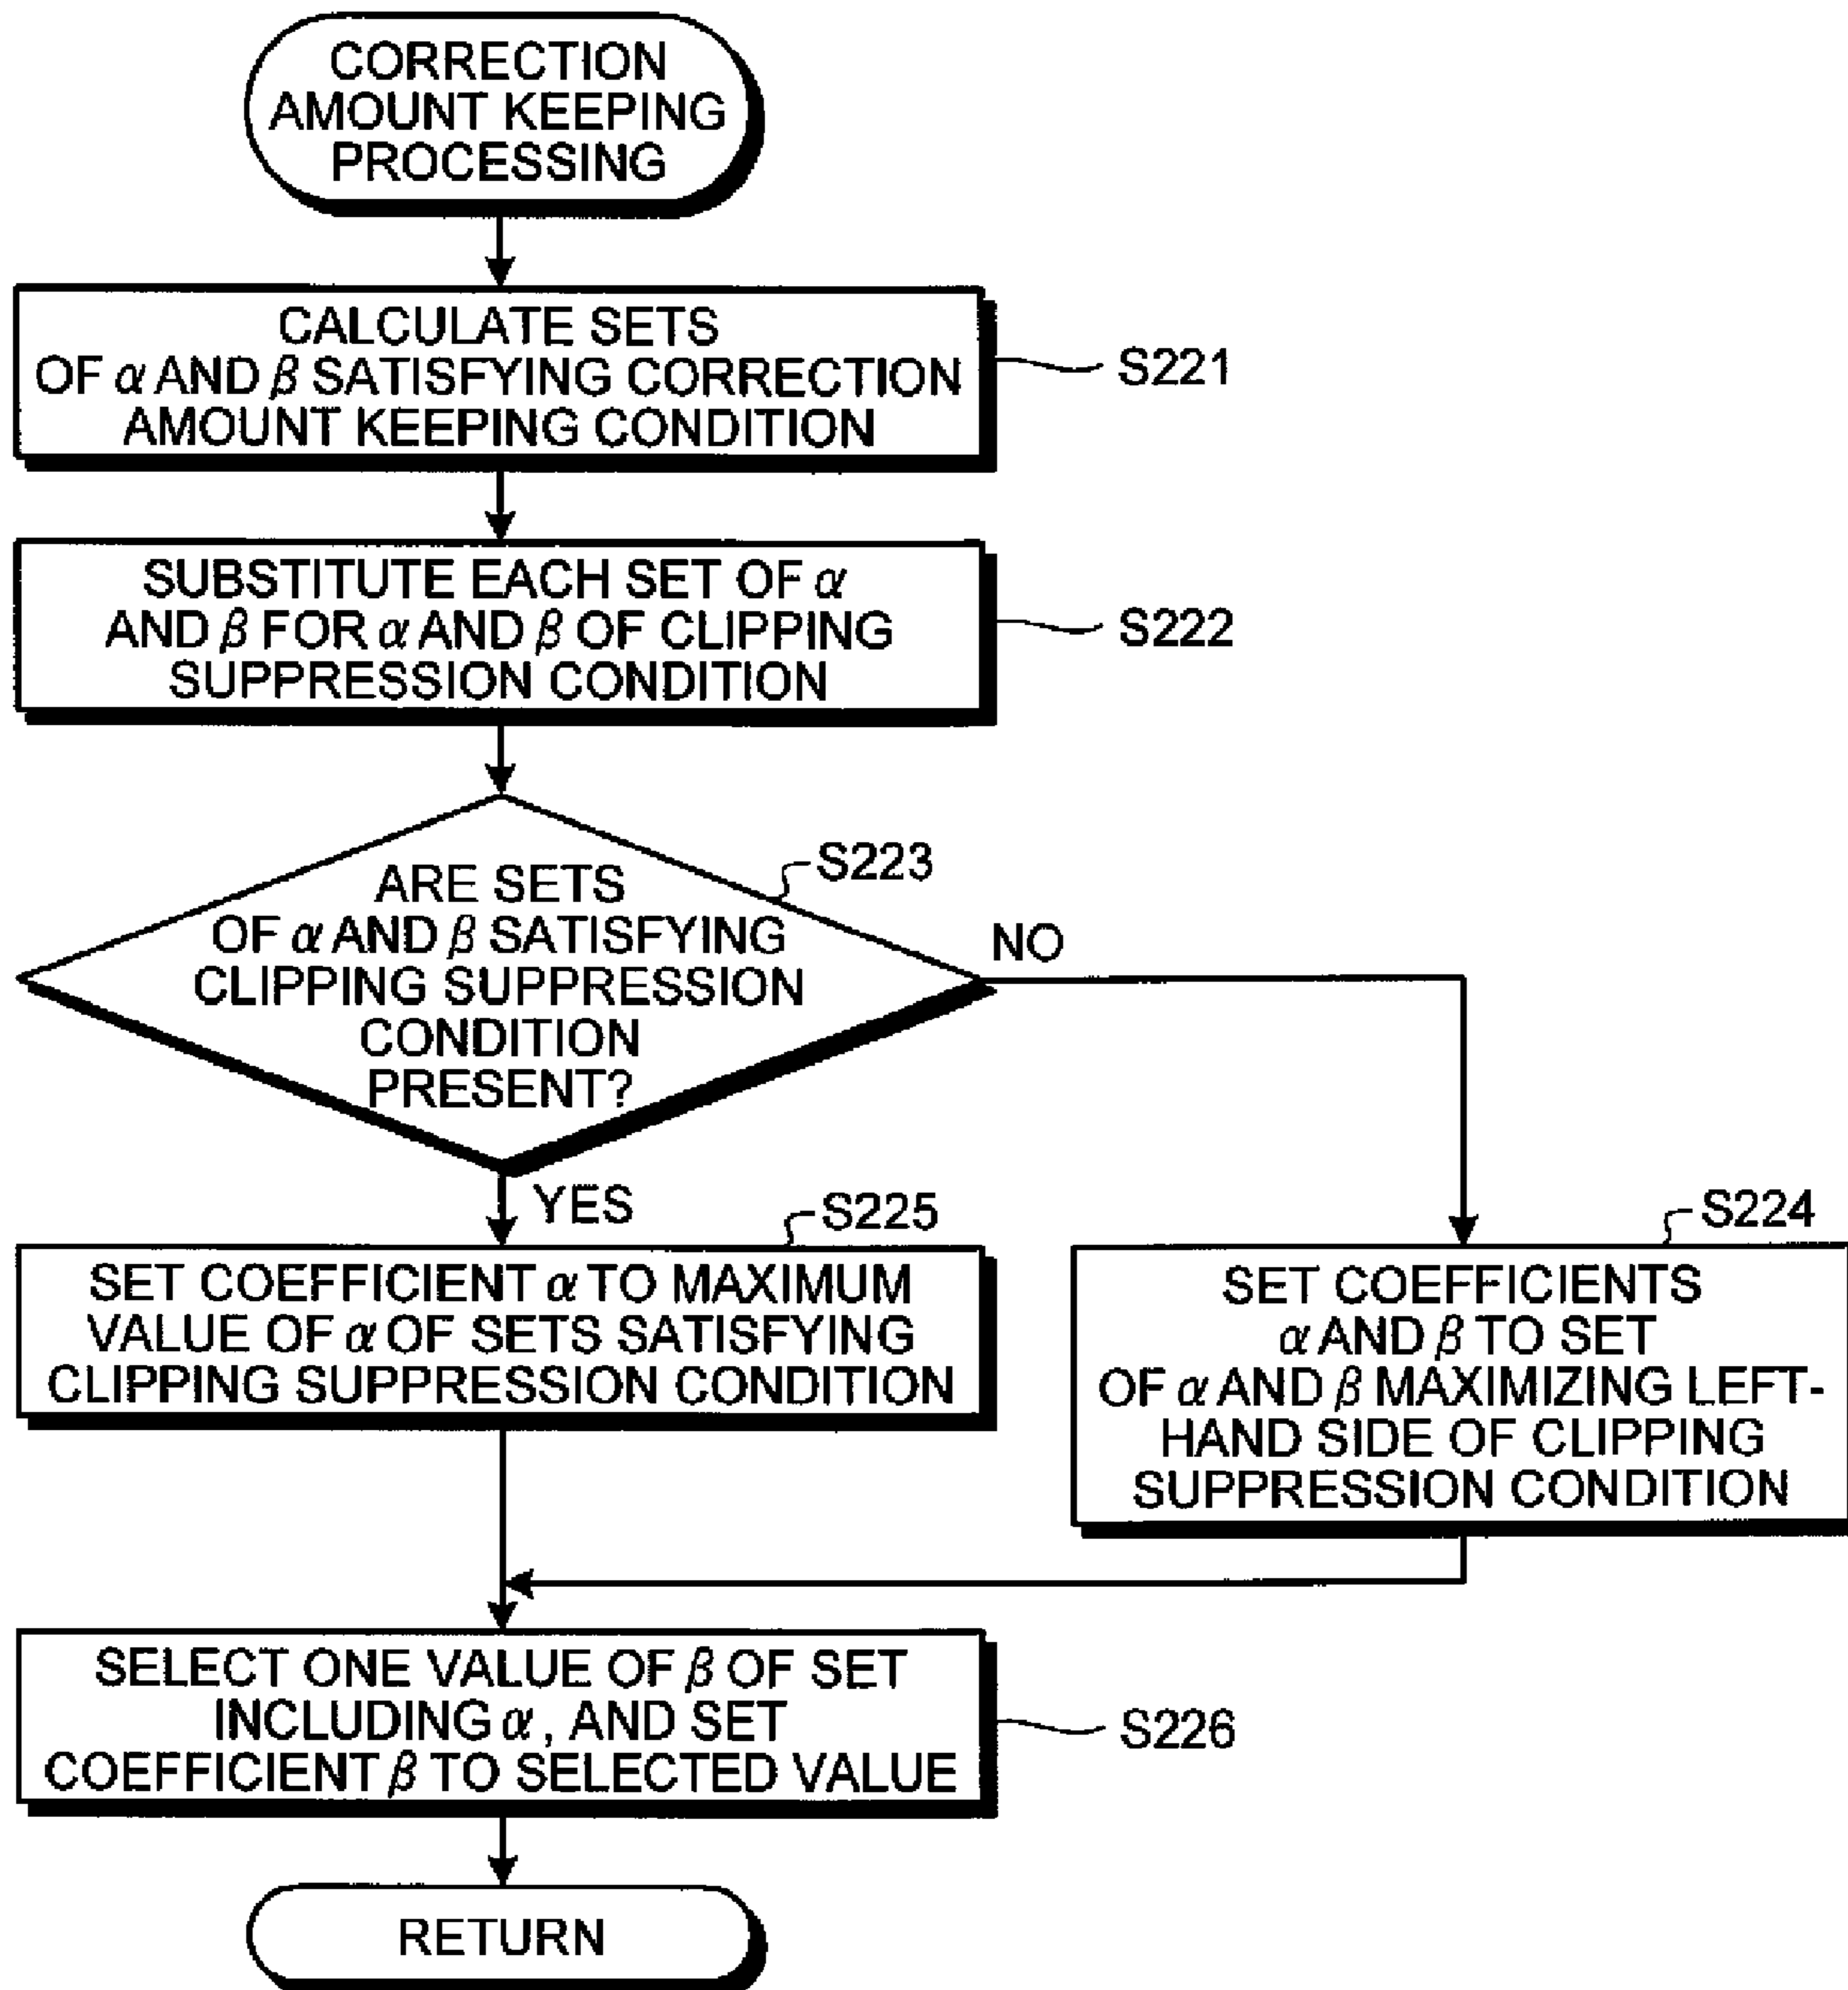 CORRECTION
AMOUNT KEEPING
PROCESSING
CALCULATE SETS
OF α AND β SATISFYING CORRECTION
AMOUNT KEEPING CONDITION
S221
SUBSTITUTE EACH SET OF α
AND β FOR α AND β OF CLIPPING
SUPPRESSION CONDITION
S222
ARE SETS
OF α AND β SATISFYING
CLIPPING SUPPRESSION
CONDITION
PRESENT?
S223
NO
YES
S225
SET COEFFICIENT α TO MAXIMUM
VALUE OF α OF SETS SATISFYING
CLIPPING SUPPRESSION CONDITION
S224
SET COEFFICIENTS
α AND β TO SET
OF α AND β MAXIMIZING LEFT-
HAND SIDE OF CLIPPING
SUPPRESSION CONDITION
SELECT ONE VALUE OF β OF SET
INCLUDING α, AND SET
COEFFICIENT β TO SELECTED VALUE
S226
RETURN